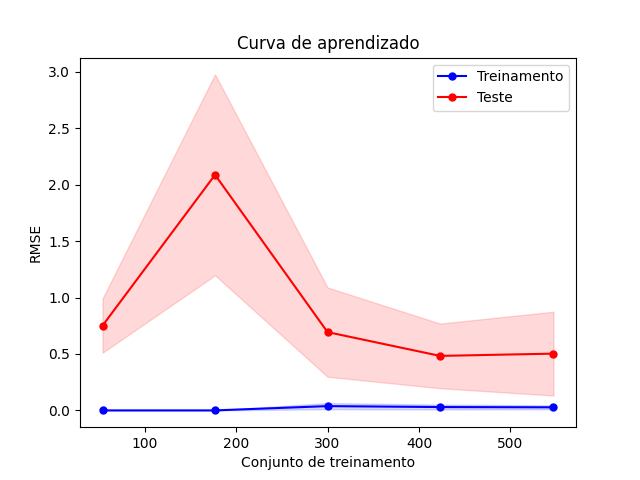 Curva de aprendizado
Treinamento
Teste
RMSE
3.0
2.5
2.0
1.5
1.0
0.5
0.0
100 200 300 400 500
Conjunto de treinamento